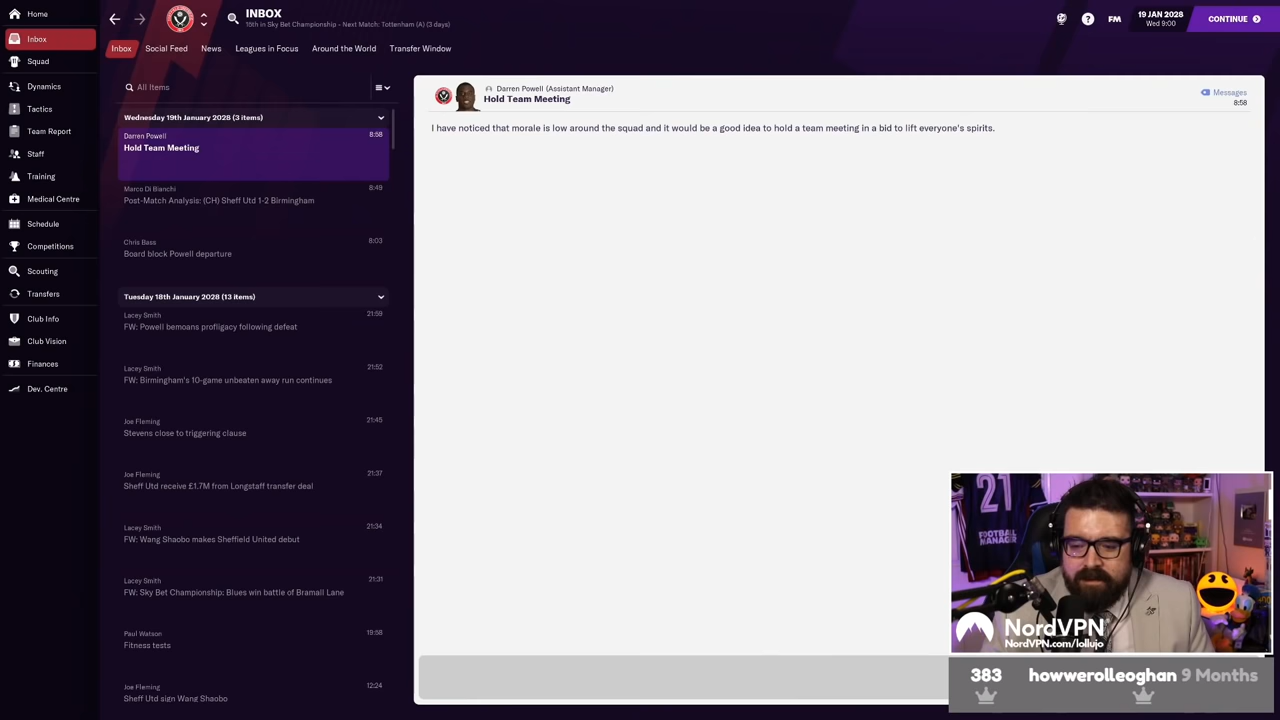 Home
Inbox
Squad
Dynamics
Tactics
Team Report
Staff
Training
Medical Centre
Schedule
Competitions
Scouting
Transfers
Club Info
Club Vision
Finances
Dev. Centre
INBOX
15th in Sky Bet Championship - Next Match: Tottenham (A) (3 days)
FM
19 JAN 2028
Wed 9:00
CONTINUE
Inbox Social Feed News Leagues in Focus Around the World Transfer Window
All Items
Wednesday 19th January 2028 (3 items)
Darren Powell 8:58
Hold Team Meeting
Marco Di Bianchi 8:49
Post-Match Analysis: (CH) Sheff Utd 1-2 Birmingham
Chris Bass 8:03
Board block Powell departure
Tuesday 18th January 2028 (13 items)
Lacey Smith 21:59
FW: Powell bemoans profligacy following defeat
Lacey Smith 21:52
FW: Birmingham's 10-game unbeaten away run continues
Joe Fleming 21:45
Stevens close to triggering clause
Joe Fleming 21:37
Sheff Utd receive £1.7M from Longstaff transfer deal
Lacey Smith 21:34
FW: Wang Shaobo makes Sheffield United debut
Lacey Smith 21:31
FW: Sky Bet Championship: Blues win battle of Bramall Lane
Paul Watson 19:58
Fitness tests
Joe Fleming 12:24
Sheff Utd sign Wang Shaobo
Darren Powell (Assistant Manager)
Hold Team Meeting
Messages
8:58
I have noticed that morale is low around the squad and it would be a good idea to hold a team meeting in a bid to lift everyone's spirits.
21
FOOTBALL
MANAGER
NordVPN
NordVPN.com/lollujo
383 howwerolleoghan 9 Months